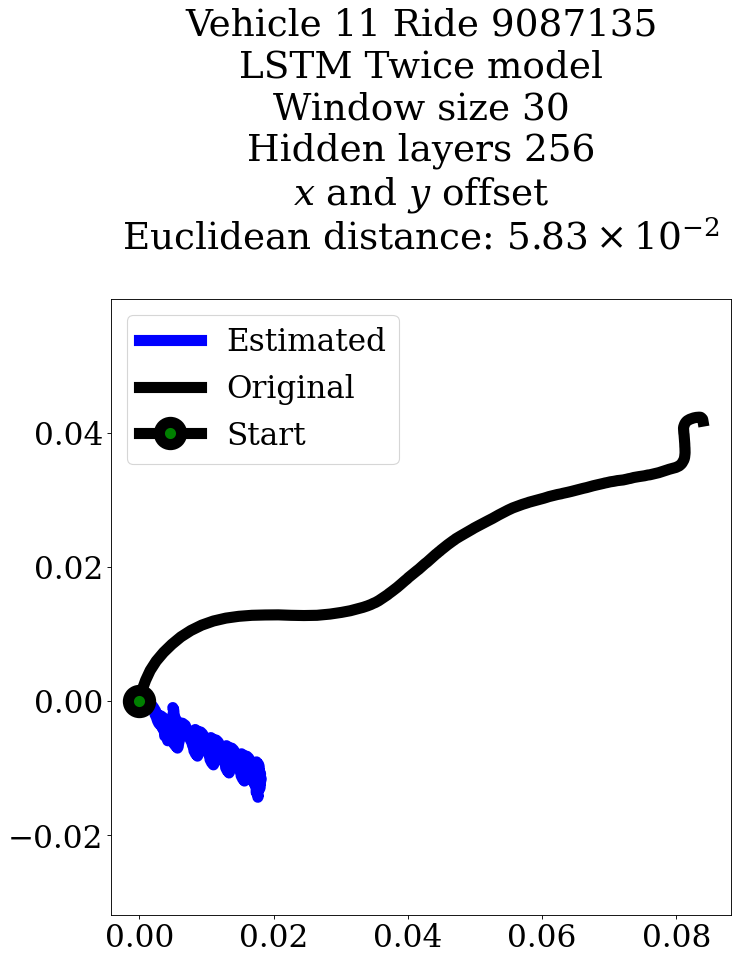 Vehicle 11 Ride 9087135
LSTM Twice model
Window size 30
Hidden layers 256
x and y offset
Euclidean distance: 5.83 × 10⁻²
Estimated
Original
Start
0.04
0.02
0.00
−0.02
0.00 0.02 0.04 0.06 0.08